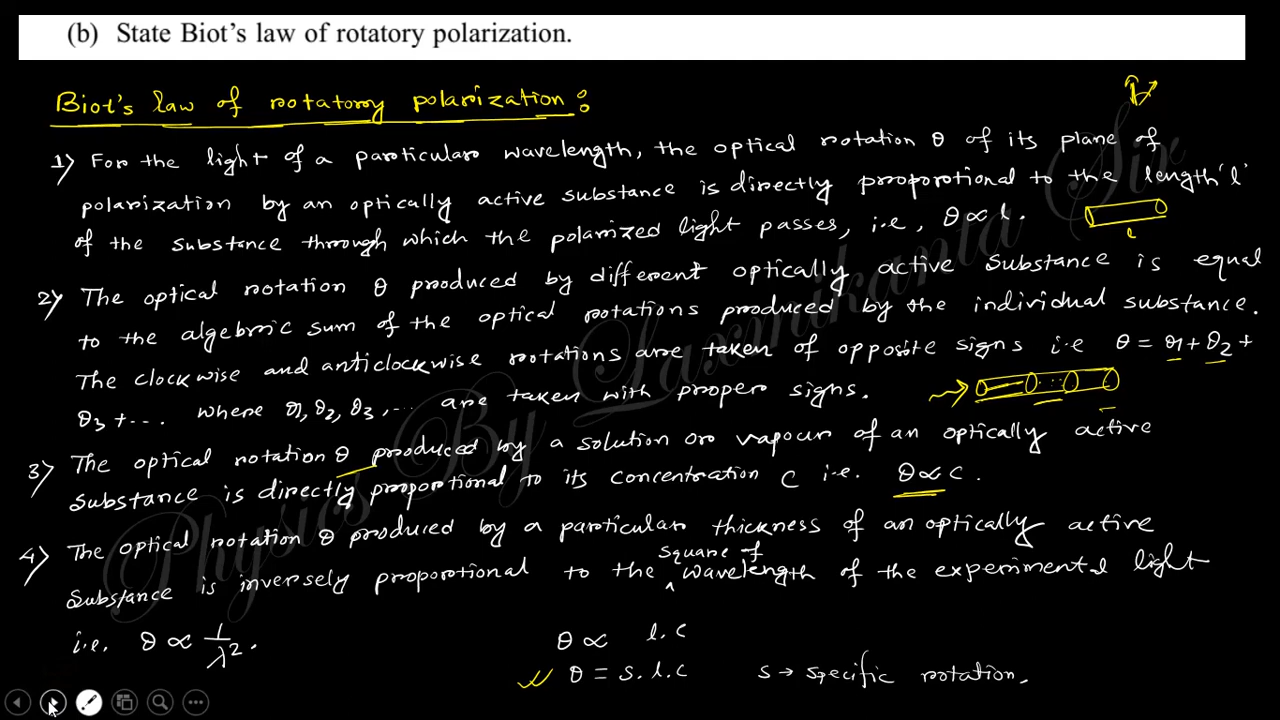 (b) State Biot's law of rotatory polarization.
Biot's law of rotatory polarization :
1) For the light of a particular wavelength, the optical rotation θ of its plane of
polarization by an optically active substance is directly proportional to the length 'l'
of the substance through which the polarized light passes, i.e, θ ∝ l.
l
2) The optical rotation θ produced by different optically active substance is equal
to the algebric sum of the optical rotations produced by the individual substance.
The clockwise and anticlockwise rotations are taken of opposite signs i.e θ = θ1 + θ2 +
θ3 + ... where θ1, θ2, θ3, ... are taken with proper signs.
3) The optical rotation θ produced by a solution or vapour of an optically active
substance is directly proportional to its concentration c i.e. θ ∝ c.
4) The optical rotation θ produced by a particular thickness of an optically active
square of
substance is inversely proportional to the ^ wavelength of the experimental light
i.e. θ ∝ 1/λ².
θ ∝ l.c
θ = s.l.c s → specific rotation.
Physics By Laxmikanta Sir